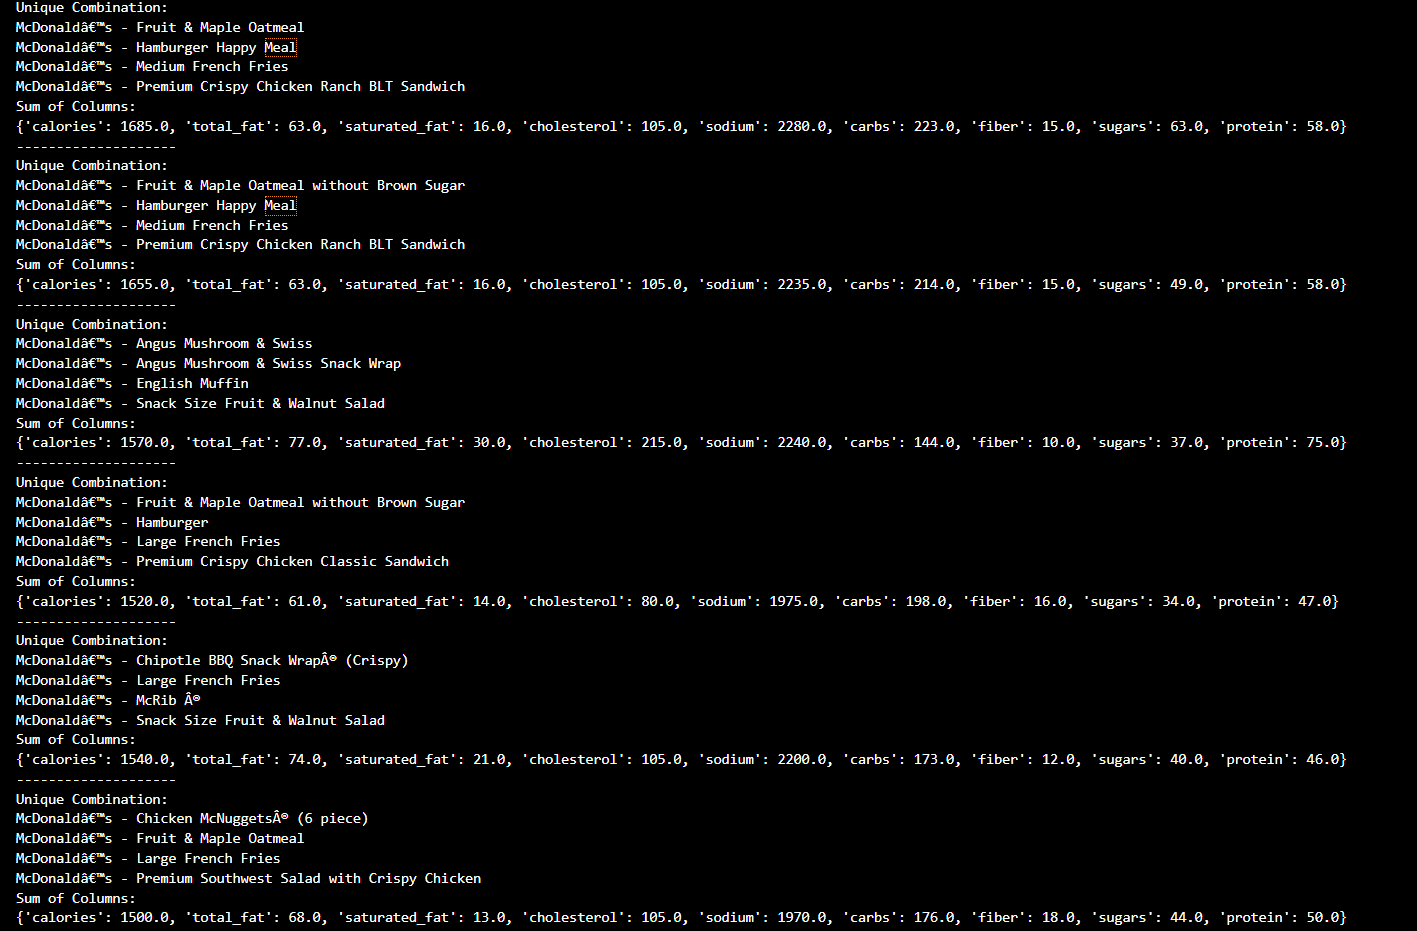 Unique Combination:
McDonaldâ€™s - Fruit & Maple Oatmeal
McDonaldâ€™s - Hamburger Happy Meal
McDonaldâ€™s - Medium French Fries
McDonaldâ€™s - Premium Crispy Chicken Ranch BLT Sandwich
Sum of Columns:
{'calories': 1685.0, 'total_fat': 63.0, 'saturated_fat': 16.0, 'cholesterol': 105.0, 'sodium': 2280.0, 'carbs': 223.0, 'fiber': 15.0, 'sugars': 63.0, 'protein': 58.0}
--------------------
Unique Combination:
McDonaldâ€™s - Fruit & Maple Oatmeal without Brown Sugar
McDonaldâ€™s - Hamburger Happy Meal
McDonaldâ€™s - Medium French Fries
McDonaldâ€™s - Premium Crispy Chicken Ranch BLT Sandwich
Sum of Columns:
{'calories': 1655.0, 'total_fat': 63.0, 'saturated_fat': 16.0, 'cholesterol': 105.0, 'sodium': 2235.0, 'carbs': 214.0, 'fiber': 15.0, 'sugars': 49.0, 'protein': 58.0}
--------------------
Unique Combination:
McDonaldâ€™s - Angus Mushroom & Swiss
McDonaldâ€™s - Angus Mushroom & Swiss Snack Wrap
McDonaldâ€™s - English Muffin
McDonaldâ€™s - Snack Size Fruit & Walnut Salad
Sum of Columns:
{'calories': 1570.0, 'total_fat': 77.0, 'saturated_fat': 30.0, 'cholesterol': 215.0, 'sodium': 2240.0, 'carbs': 144.0, 'fiber': 10.0, 'sugars': 37.0, 'protein': 75.0}
--------------------
Unique Combination:
McDonaldâ€™s - Fruit & Maple Oatmeal without Brown Sugar
McDonaldâ€™s - Hamburger
McDonaldâ€™s - Large French Fries
McDonaldâ€™s - Premium Crispy Chicken Classic Sandwich
Sum of Columns:
{'calories': 1520.0, 'total_fat': 61.0, 'saturated_fat': 14.0, 'cholesterol': 80.0, 'sodium': 1975.0, 'carbs': 198.0, 'fiber': 16.0, 'sugars': 34.0, 'protein': 47.0}
--------------------
Unique Combination:
McDonaldâ€™s - Chipotle BBQ Snack WrapÂ® (Crispy)
McDonaldâ€™s - Large French Fries
McDonaldâ€™s - McRib Â®
McDonaldâ€™s - Snack Size Fruit & Walnut Salad
Sum of Columns:
{'calories': 1540.0, 'total_fat': 74.0, 'saturated_fat': 21.0, 'cholesterol': 105.0, 'sodium': 2200.0, 'carbs': 173.0, 'fiber': 12.0, 'sugars': 40.0, 'protein': 46.0}
--------------------
Unique Combination:
McDonaldâ€™s - Chicken McNuggetsÂ® (6 piece)
McDonaldâ€™s - Fruit & Maple Oatmeal
McDonaldâ€™s - Large French Fries
McDonaldâ€™s - Premium Southwest Salad with Crispy Chicken
Sum of Columns:
{'calories': 1500.0, 'total_fat': 68.0, 'saturated_fat': 13.0, 'cholesterol': 105.0, 'sodium': 1970.0, 'carbs': 176.0, 'fiber': 18.0, 'sugars': 44.0, 'protein': 50.0}